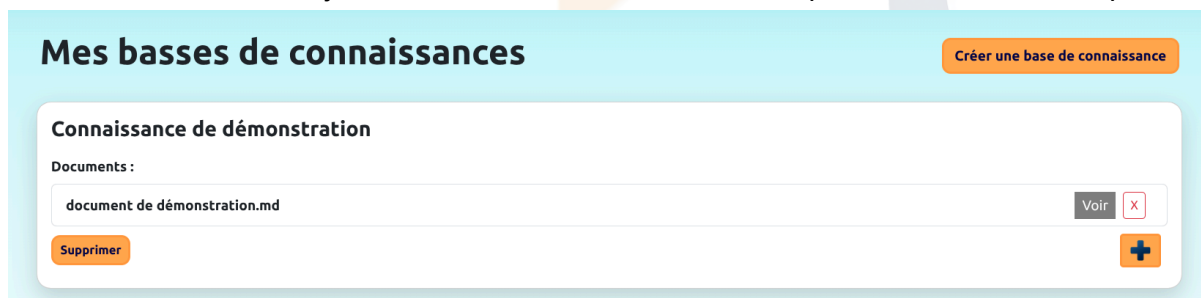 Mes basses de connaissances
Créer une base de connaissance
Connaissance de démonstration
Documents :
document de démonstration.md
Voir
X
Supprimer